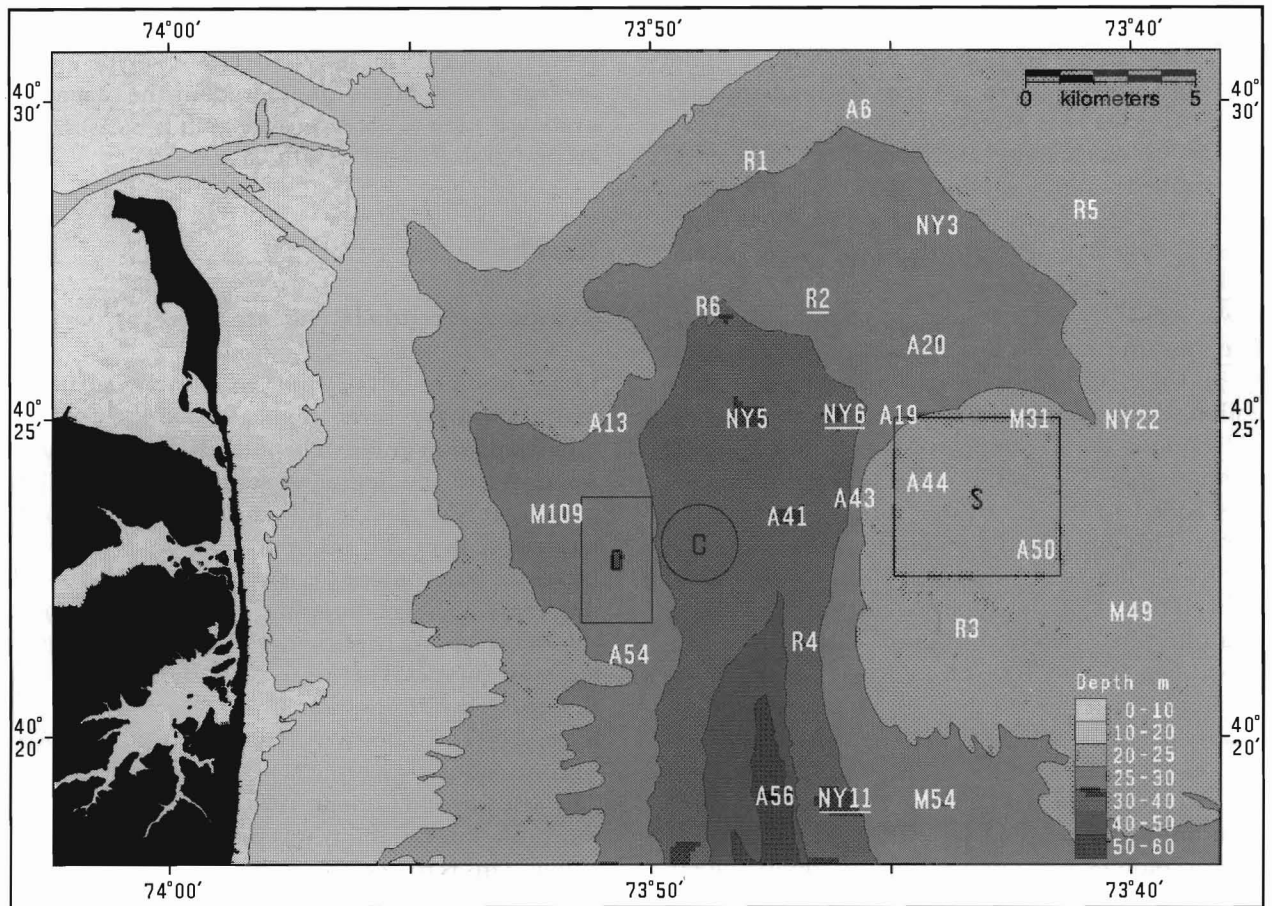 74°00′ 73°50′ 73°40′
40° 30′
40° 30′
0 kilometers 5
A6
R1
R5
NY3
R6 R2
A20
40° 25′
A13 NY5 NY6 A19 M31 NY22
40° 25′
M109 A41 A43 A44 S
C
D
A50
A54 R4 R3 M49
Depth m
0-10
10-20
20-25
25-30
30-40
40-50
50-60
40° 20′
40° 20′
A56 NY11 M54
74°00′ 73°50′ 73°40′